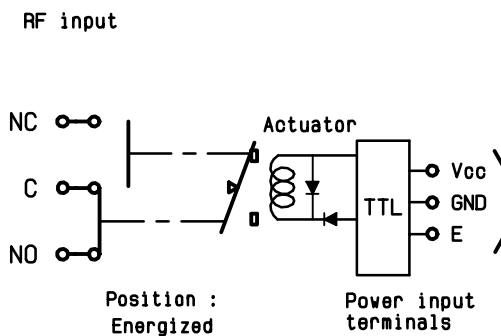 RF input
NC
Actuator
Vcc
C
TTL
GND
E
NO
Position :
Energized
Power input
terminals